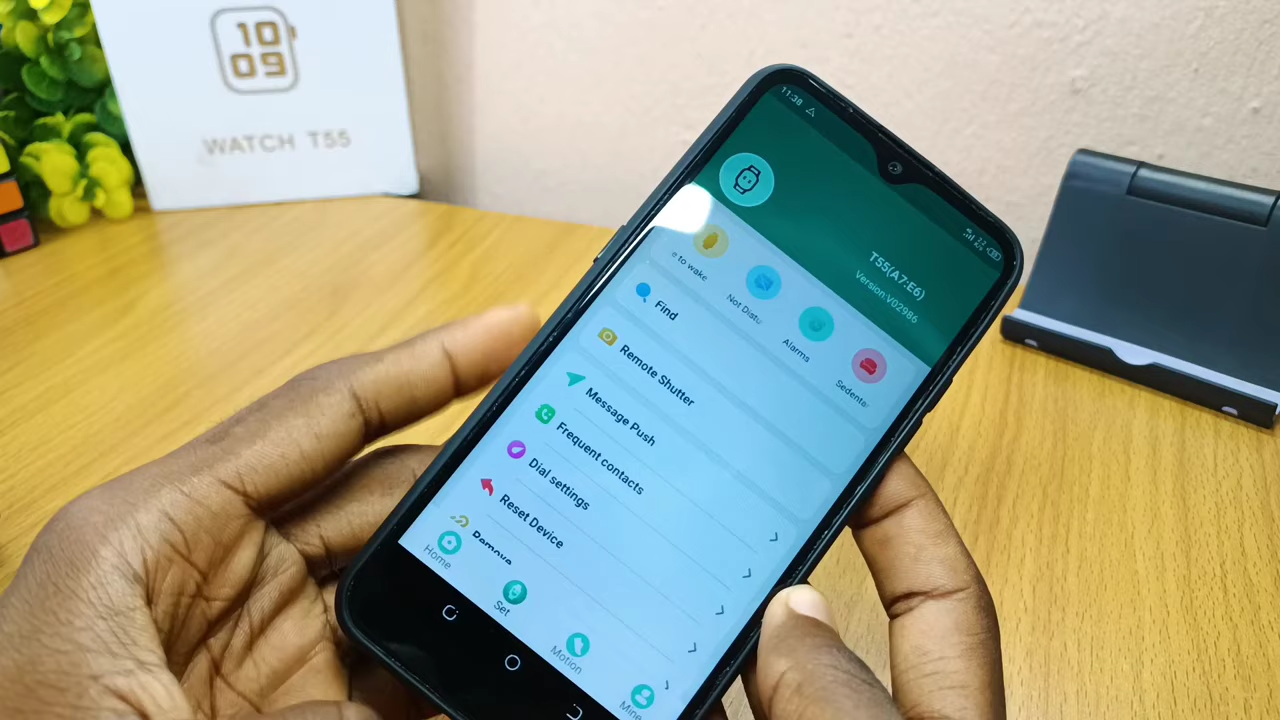 10
09
WATCH T55
11:38
T55(A7:E6)
Version V02986
e to wake
Not Distu
Alarms
Sedenta
Find
Remote Shutter
Message Push
Frequent contacts
Dial settings
Reset Device
Remove
Home
Set
Motion
Mine